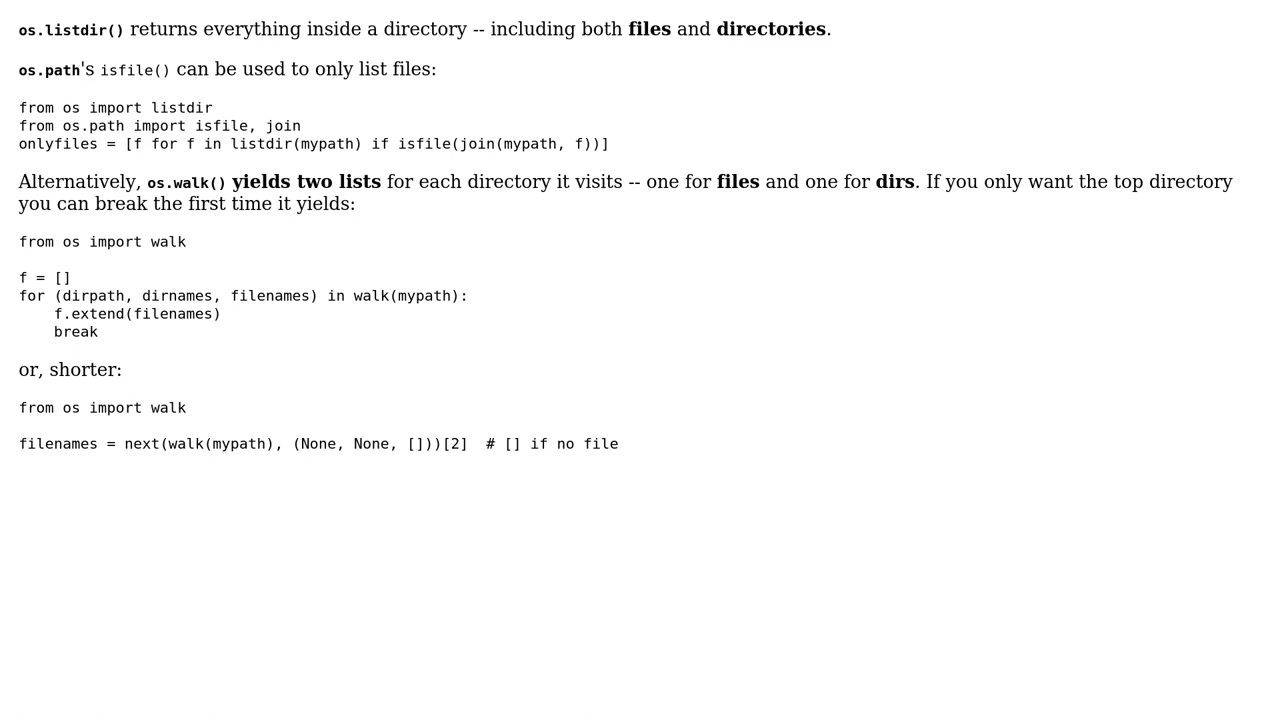 os.listdir() returns everything inside a directory -- including both files and directories.
os.path's isfile() can be used to only list files:
from os import listdir
from os.path import isfile, join
onlyfiles = [f for f in listdir(mypath) if isfile(join(mypath, f))]
Alternatively, os.walk() yields two lists for each directory it visits -- one for files and one for dirs. If you only want the top directory
you can break the first time it yields:
from os import walk
f = []
for (dirpath, dirnames, filenames) in walk(mypath):
    f.extend(filenames)
    break
or, shorter:
from os import walk
filenames = next(walk(mypath), (None, None, []))[2]  # [] if no file